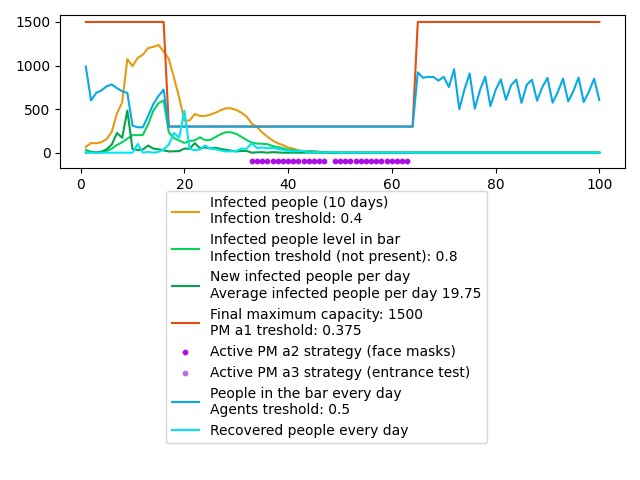 1500
1000
500
0
0 20 40 60 80 100
Infected people (10 days)
Infection treshold: 0.4
Infected people level in bar
Infection treshold (not present): 0.8
New infected people per day
Average infected people per day 19.75
Final maximum capacity: 1500
PM a1 treshold: 0.375
Active PM a2 strategy (face masks)
Active PM a3 strategy (entrance test)
People in the bar every day
Agents treshold: 0.5
Recovered people every day